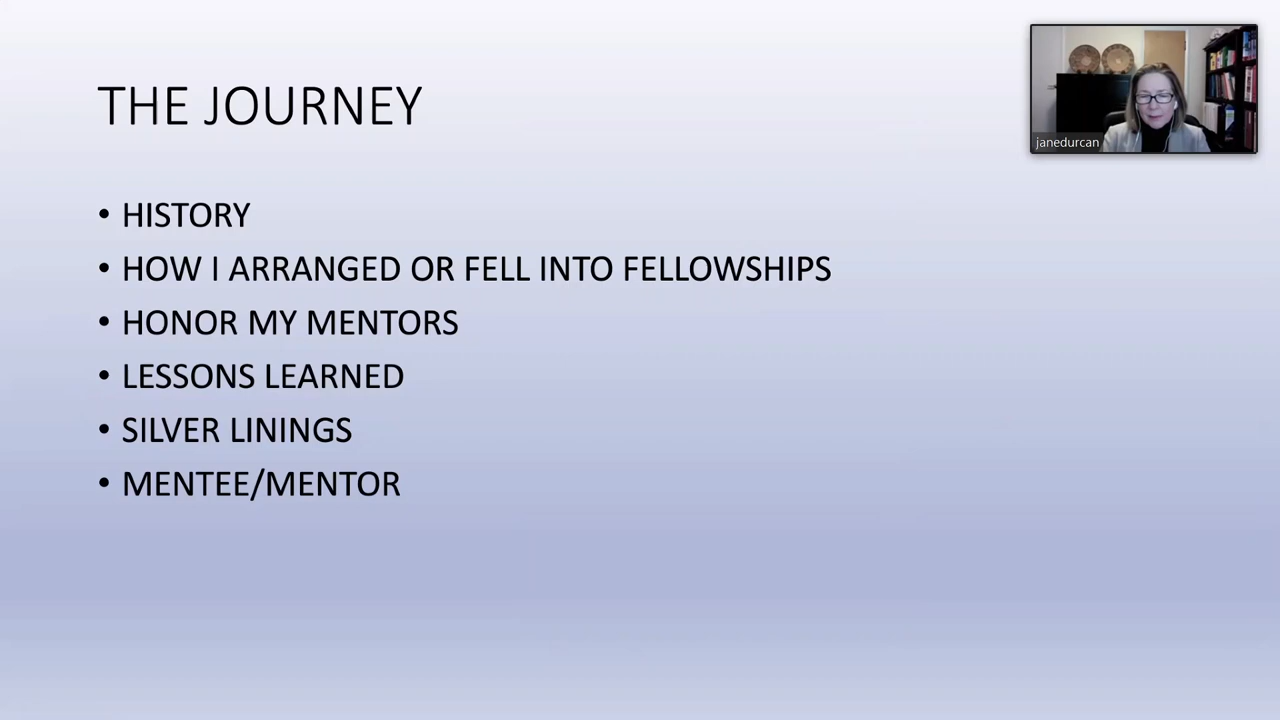 THE JOURNEY
janedurcan
• HISTORY
• HOW I ARRANGED OR FELL INTO FELLOWSHIPS
• HONOR MY MENTORS
• LESSONS LEARNED
• SILVER LININGS
• MENTEE/MENTOR